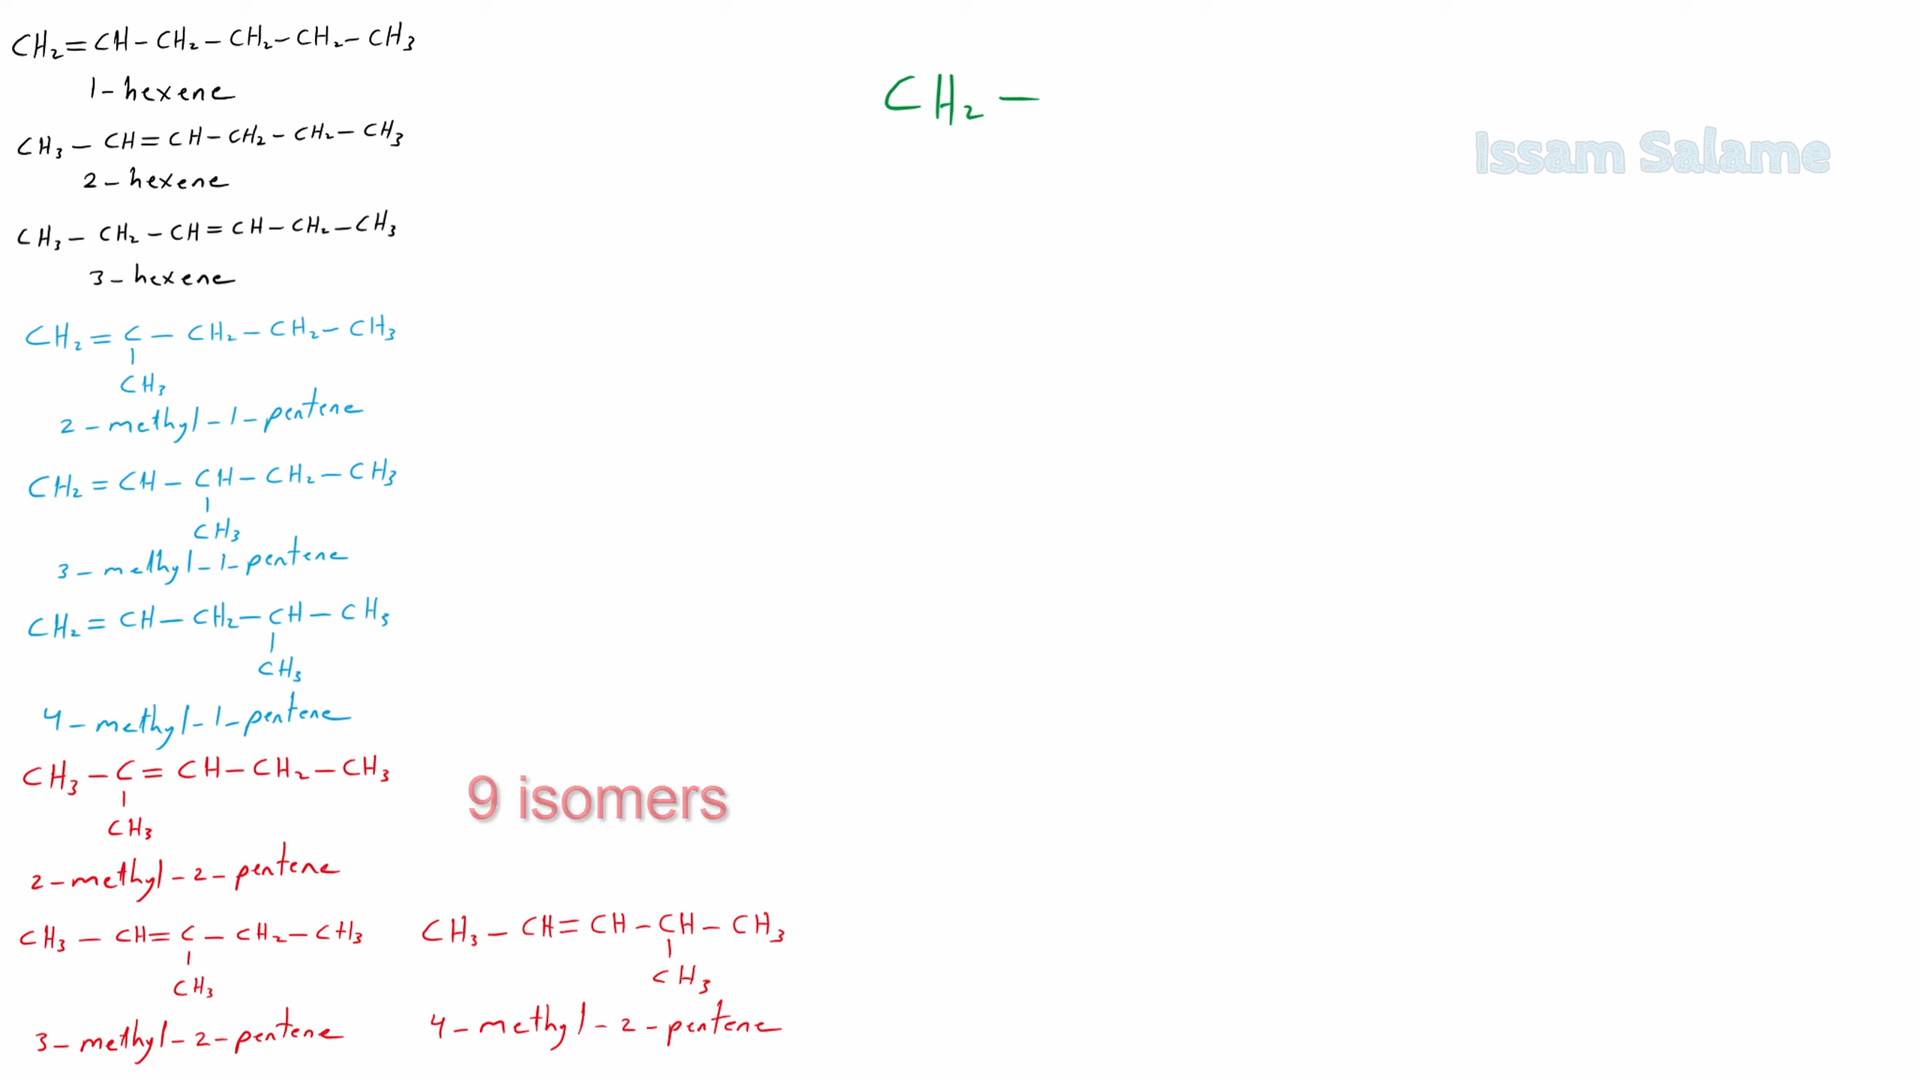 CH₂=CH-CH₂-CH₂-CH₂-CH₃
1-hexene
CH₃-CH=CH-CH₂-CH₂-CH₃
2-hexene
CH₃-CH₂-CH=CH-CH₂-CH₃
3-hexene
CH₂=C-CH₂-CH₂-CH₃
|
CH₃
2-methyl-1-pentene
CH₂=CH-CH-CH₂-CH₃
|
CH₃
3-methyl-1-pentene
CH₂=CH-CH₂-CH-CH₃
|
CH₃
4-methyl-1-pentene
CH₃-C=CH-CH₂-CH₃
|
CH₃
2-methyl-2-pentene
CH₃-CH=C-CH₂-CH₃
|
CH₃
3-methyl-2-pentene
9 isomers
CH₃-CH=CH-CH-CH₃
|
CH₃
4-methyl-2-pentene
CH₂-
Issam Salame